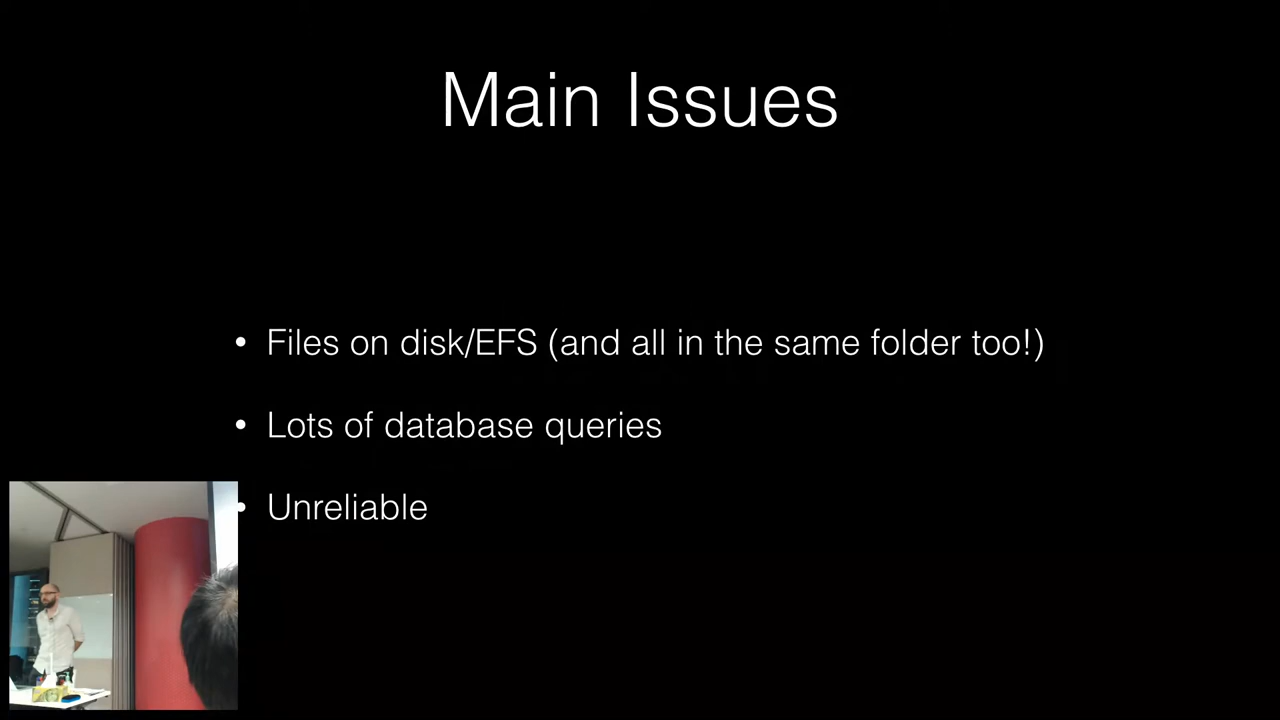 Main Issues
• Files on disk/EFS (and all in the same folder too!)
• Lots of database queries
• Unreliable